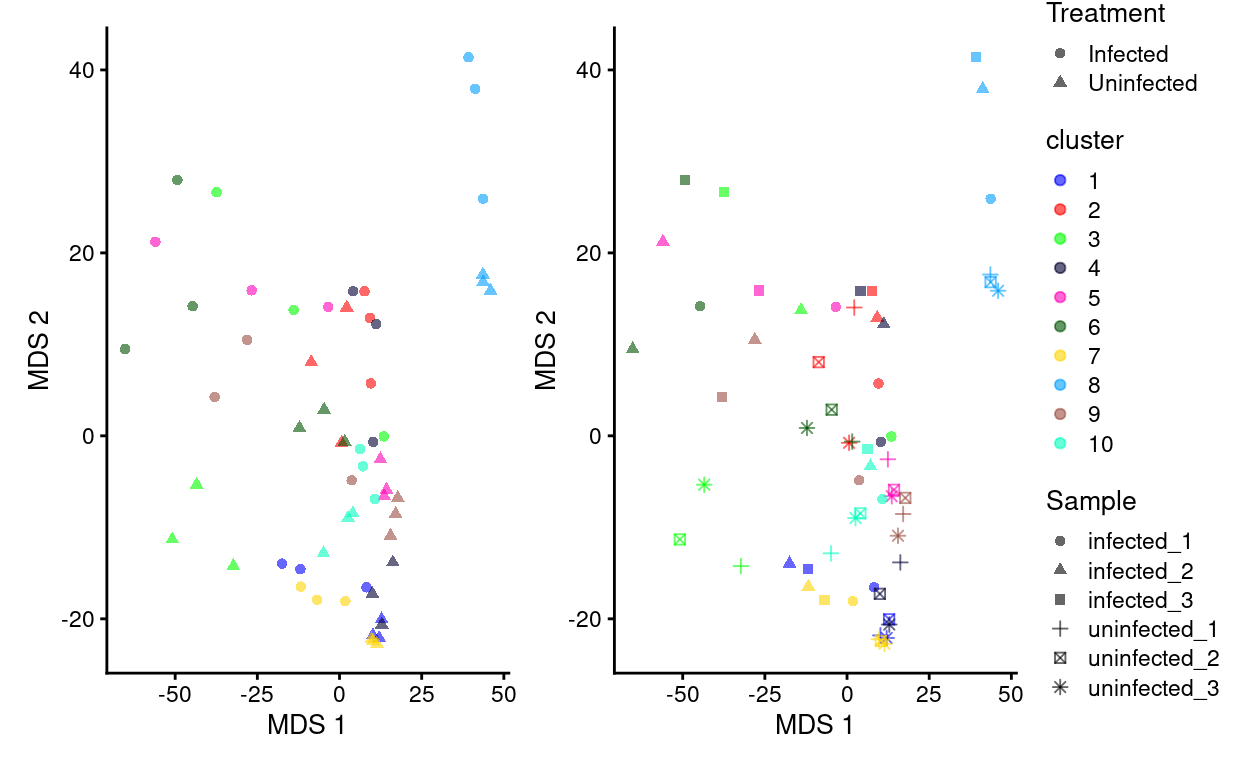 40
20
0
-20
MDS 2
-50
-25
0
25
50
MDS 1
40
20
0
-20
MDS 2
-50
-25
0
25
50
MDS 1
Treatment
Infected
Uninfected
cluster
1
2
3
4
5
6
7
8
9
10
Sample
infected_1
infected_2
infected_3
uninfected_1
uninfected_2
uninfected_3